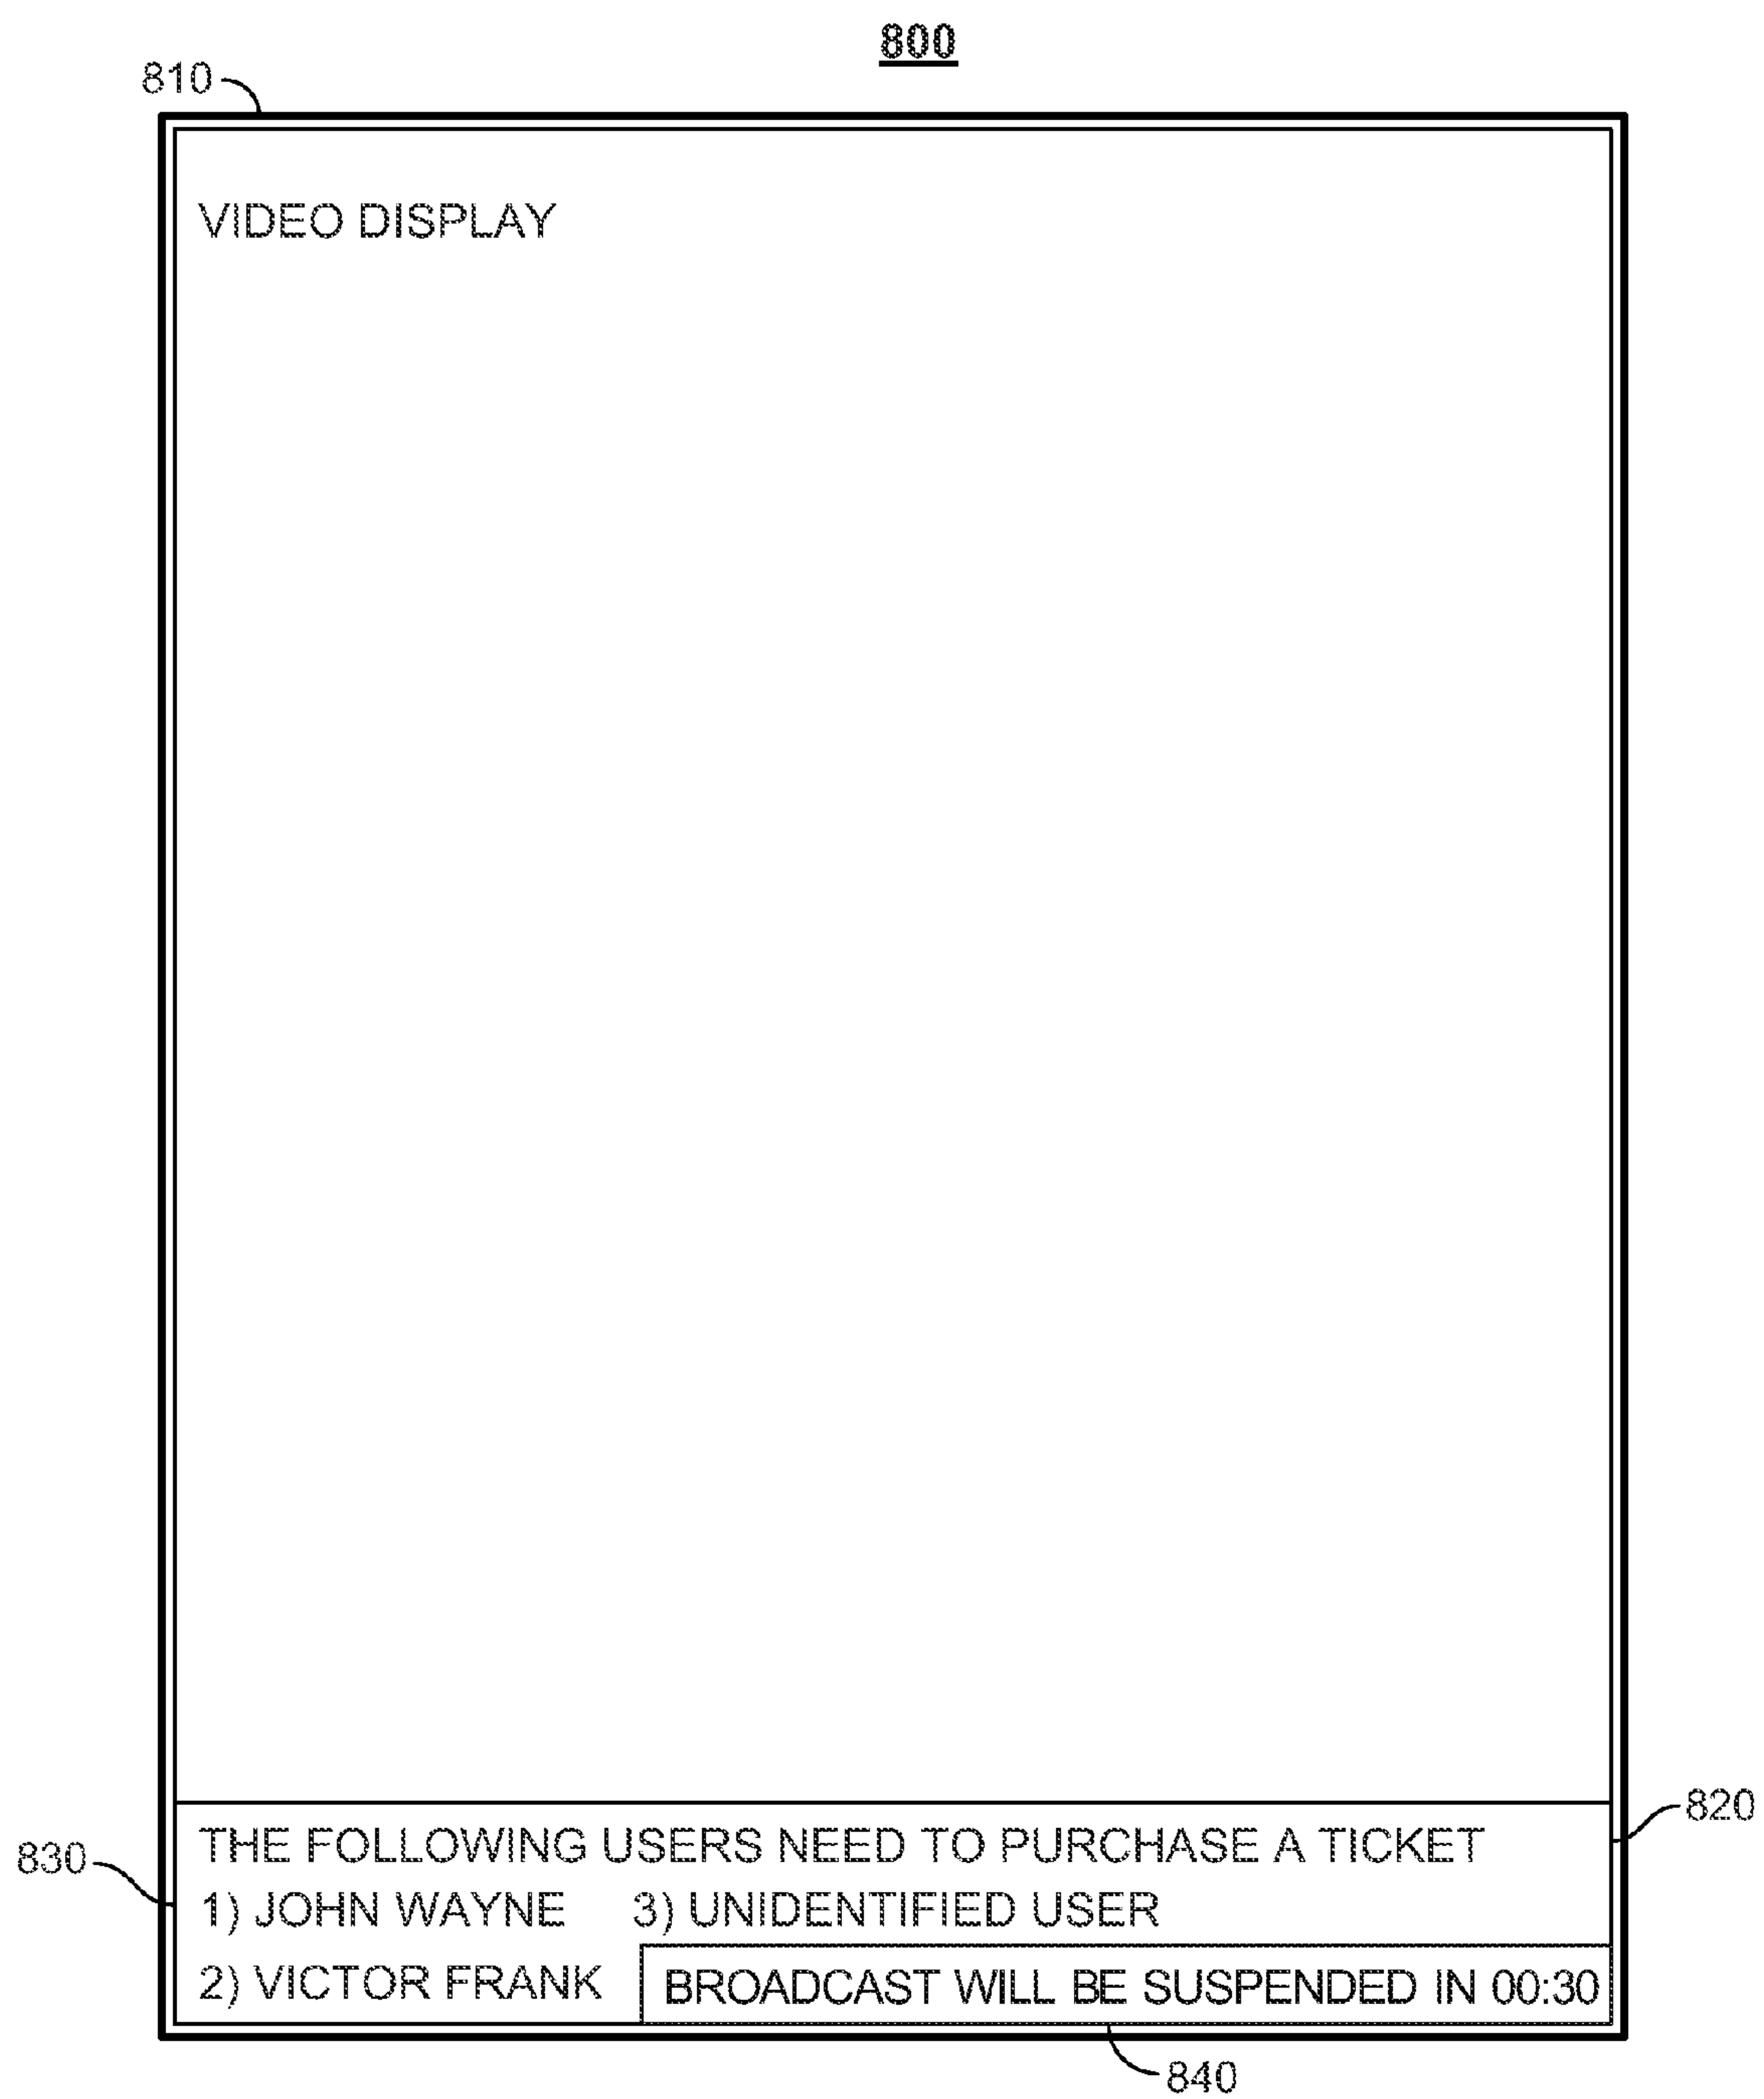 800
810
VIDEO DISPLAY
820
THE FOLLOWING USERS NEED TO PURCHASE A TICKET
830
1) JOHN WAYNE 3) UNIDENTIFIED USER
2) VICTOR FRANK
BROADCAST WILL BE SUSPENDED IN 00:30
840